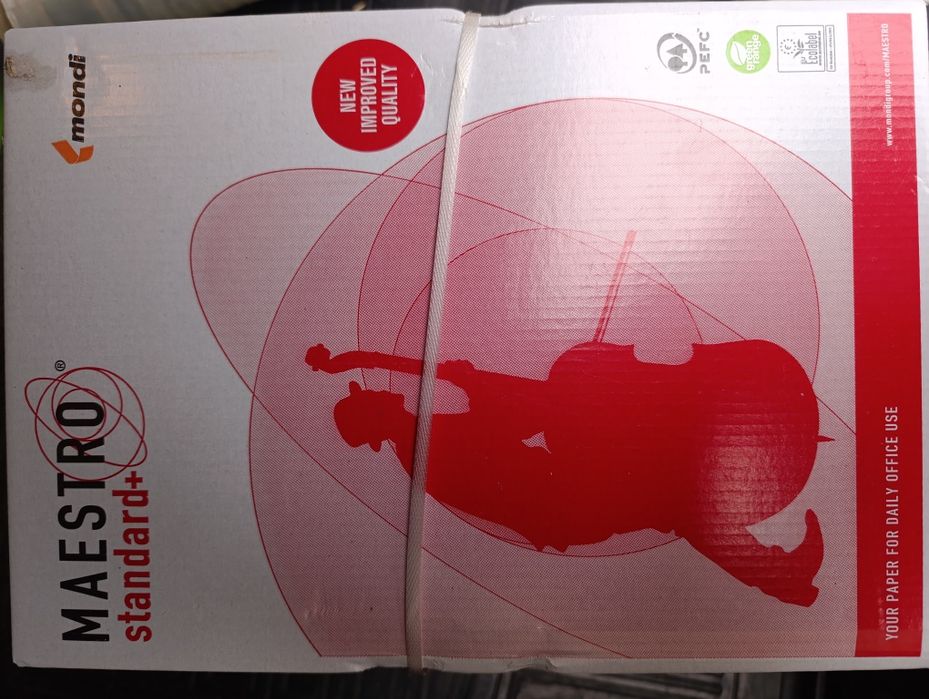 mondi
NEW
IMPROVED
QUALITY
MAESTRO®
standard+
PEFC™
green
range
Ecolabel
www.mondigroup.com/MAESTRO
YOUR PAPER FOR DAILY OFFICE USE